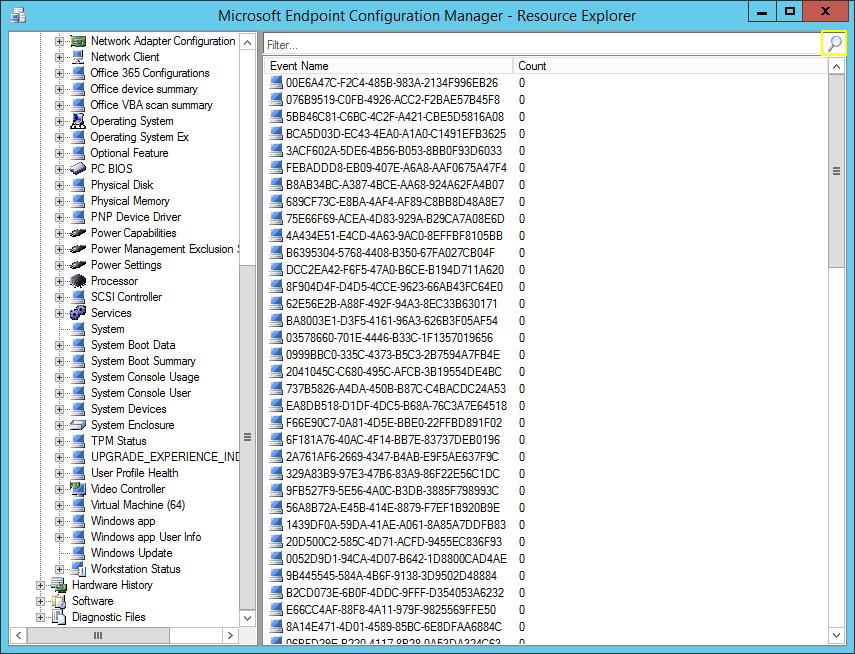 Microsoft Endpoint Configuration Manager - Resource Explorer
Network Adapter Configuration
Network Client
Office 365 Configurations
Office device summary
Office VBA scan summary
Operating System
Operating System Ex
Optional Feature
PC BIOS
Physical Disk
Physical Memory
PNP Device Driver
Power Capabilities
Power Management Exclusion
Power Settings
Processor
SCSI Controller
Services
System
System Boot Data
System Boot Summary
System Console Usage
System Console User
System Devices
System Enclosure
TPM Status
UPGRADE_EXPERIENCE_IND
User Profile Health
Video Controller
Virtual Machine (64)
Windows app
Windows app User Info
Windows Update
Workstation Status
Hardware History
Software
Diagnostic Files
Filter...
Event Name Count
00E6A47C-F2C4-485B-983A-2134F996EB26 0
076B9519-C0FB-4926-ACC2-F2BAE57B45F8 0
5BB46C81-C6BC-4C2F-A421-CBE5D5816A08 0
BCA5D03D-EC43-4EA0-A1A0-C1491EFB3625 0
3ACF602A-5DE6-4B56-B053-8BB0F93D6033 0
FEBADDD8-EB09-407E-A6A8-AAF0675A47F4 0
B8AB34BC-A387-4BCE-AA68-924A62FA4B07 0
689CF73C-E8BA-4AF4-AF89-C8BB8D48A8E7 0
75E66F69-ACEA-4D83-929A-B29CA7A08E6D 0
4A434E51-E4CD-4A63-9AC0-8EFFBF8105BB 0
B6395304-5768-4408-B350-67FA027CB04F 0
DCC2EA42-F6F5-47A0-B6CE-B194D711A620 0
8F904D4F-D4D5-4CCE-9623-66AB43FC64E0 0
62E56E2B-A88F-492F-94A3-8EC33B630171 0
BA8003E1-D3F5-4161-96A3-626B3F05AF54 0
03578660-701E-4446-B33C-1F1357019656 0
0999BBC0-335C-4373-B5C3-2B7594A7FB4E 0
2041045C-C680-495C-AFCB-3B19554DE4BC 0
737B5826-A4DA-450B-B87C-C4BACDC24A53 0
EA8DB518-D1DF-4DC5-B68A-76C3A7E64518 0
F66E90C7-0A81-4D5E-BBE0-22FFBD891F02 0
6F181A76-40AC-4F14-BB7E-83737DEB0196 0
2A761AF6-2669-4347-B4AB-E9F5AE637F9C 0
329A83B9-97E3-47B6-83A9-86F22E56C1DC 0
9FB527F9-5E56-4A0C-B3DB-3885F798993C 0
56A8B72A-E45B-414E-8879-F7EF1B920B9E 0
1439DF0A-59DA-41AE-A061-8A85A7DDFB83 0
20D500C2-585C-4D71-ACFD-9455EC836F93 0
0052D9D1-94CA-4D07-B642-1D8800CAD4AE 0
9B445545-584A-4B6F-9138-3D9502D48884 0
B2CD073E-6B0F-4DDC-9FFF-D354053A6232 0
E66CC4AF-88F8-4A11-979F-9825569FFE50 0
8A14E471-4D01-4589-85BC-6E8DFAA6884C 0